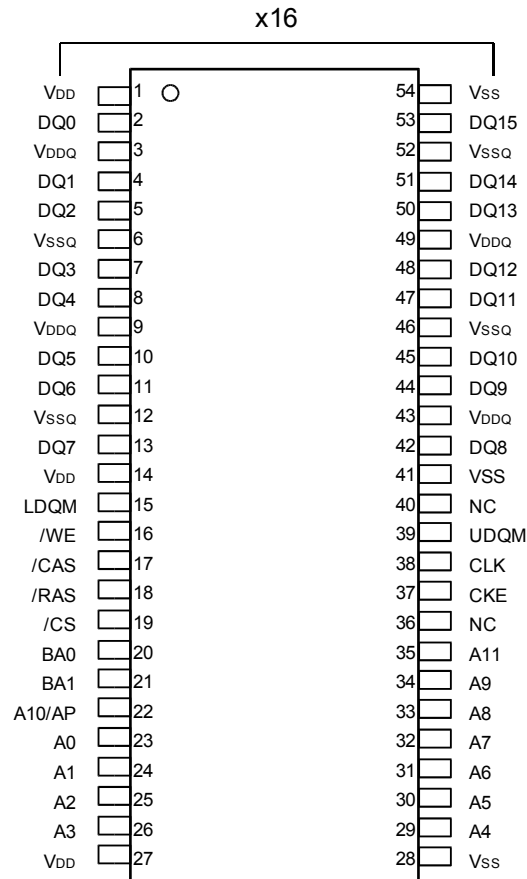 x16
VDD 1 54 VSS
DQ0 2 53 DQ15
VDDQ 3 52 VSSQ
DQ1 4 51 DQ14
DQ2 5 50 DQ13
VSSQ 6 49 VDDQ
DQ3 7 48 DQ12
DQ4 8 47 DQ11
VDDQ 9 46 VSSQ
DQ5 10 45 DQ10
DQ6 11 44 DQ9
VSSQ 12 43 VDDQ
DQ7 13 42 DQ8
VDD 14 41 VSS
LDQM 15 40 NC
/WE 16 39 UDQM
/CAS 17 38 CLK
/RAS 18 37 CKE
/CS 19 36 NC
BA0 20 35 A11
BA1 21 34 A9
A10/AP 22 33 A8
A0 23 32 A7
A1 24 31 A6
A2 25 30 A5
A3 26 29 A4
VDD 27 28 VSS